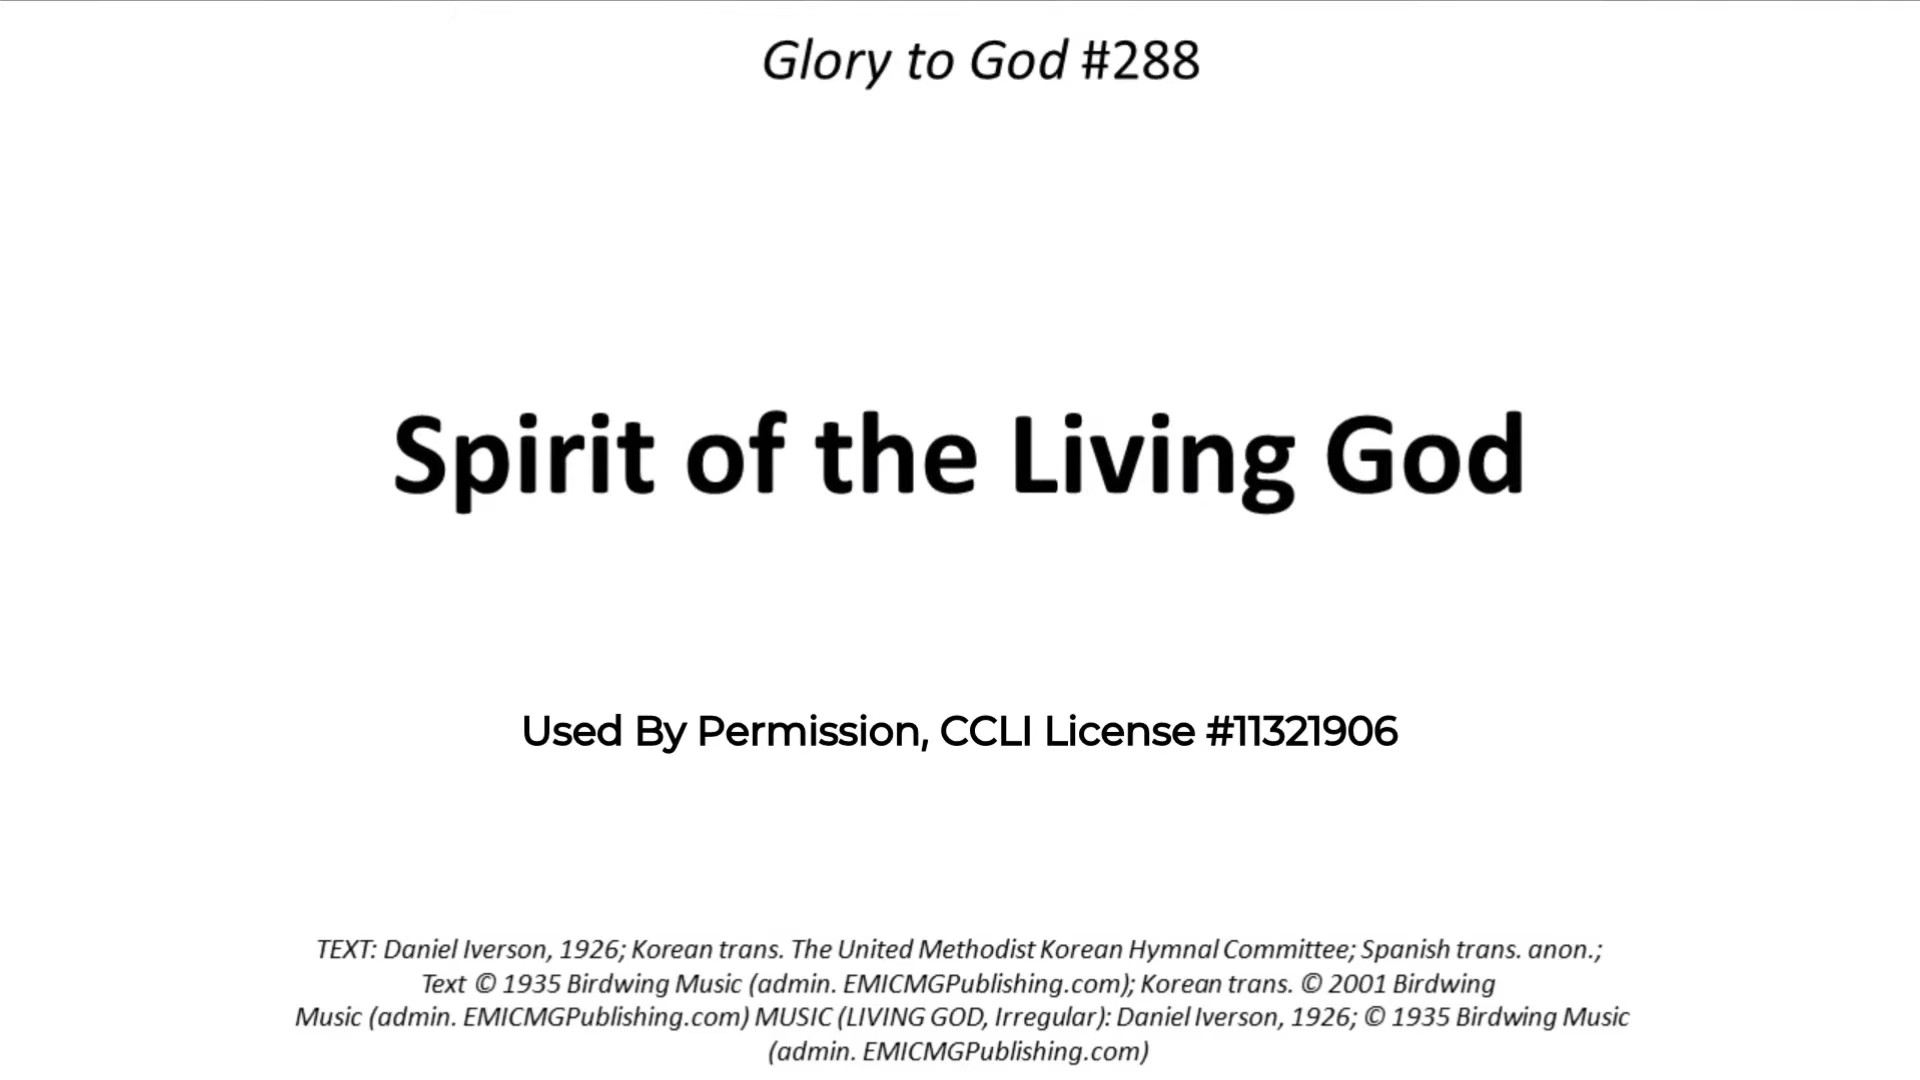 Glory to God #288
Spirit of the Living God
Used By Permission, CCLI License #11321906
TEXT: Daniel Iverson, 1926; Korean trans. The United Methodist Korean Hymnal Committee; Spanish trans. anon.;
Text © 1935 Birdwing Music (admin. EMICMGPublishing.com); Korean trans. © 2001 Birdwing
Music (admin. EMICMGPublishing.com) MUSIC (LIVING GOD, Irregular): Daniel Iverson, 1926; © 1935 Birdwing Music
(admin. EMICMGPublishing.com)